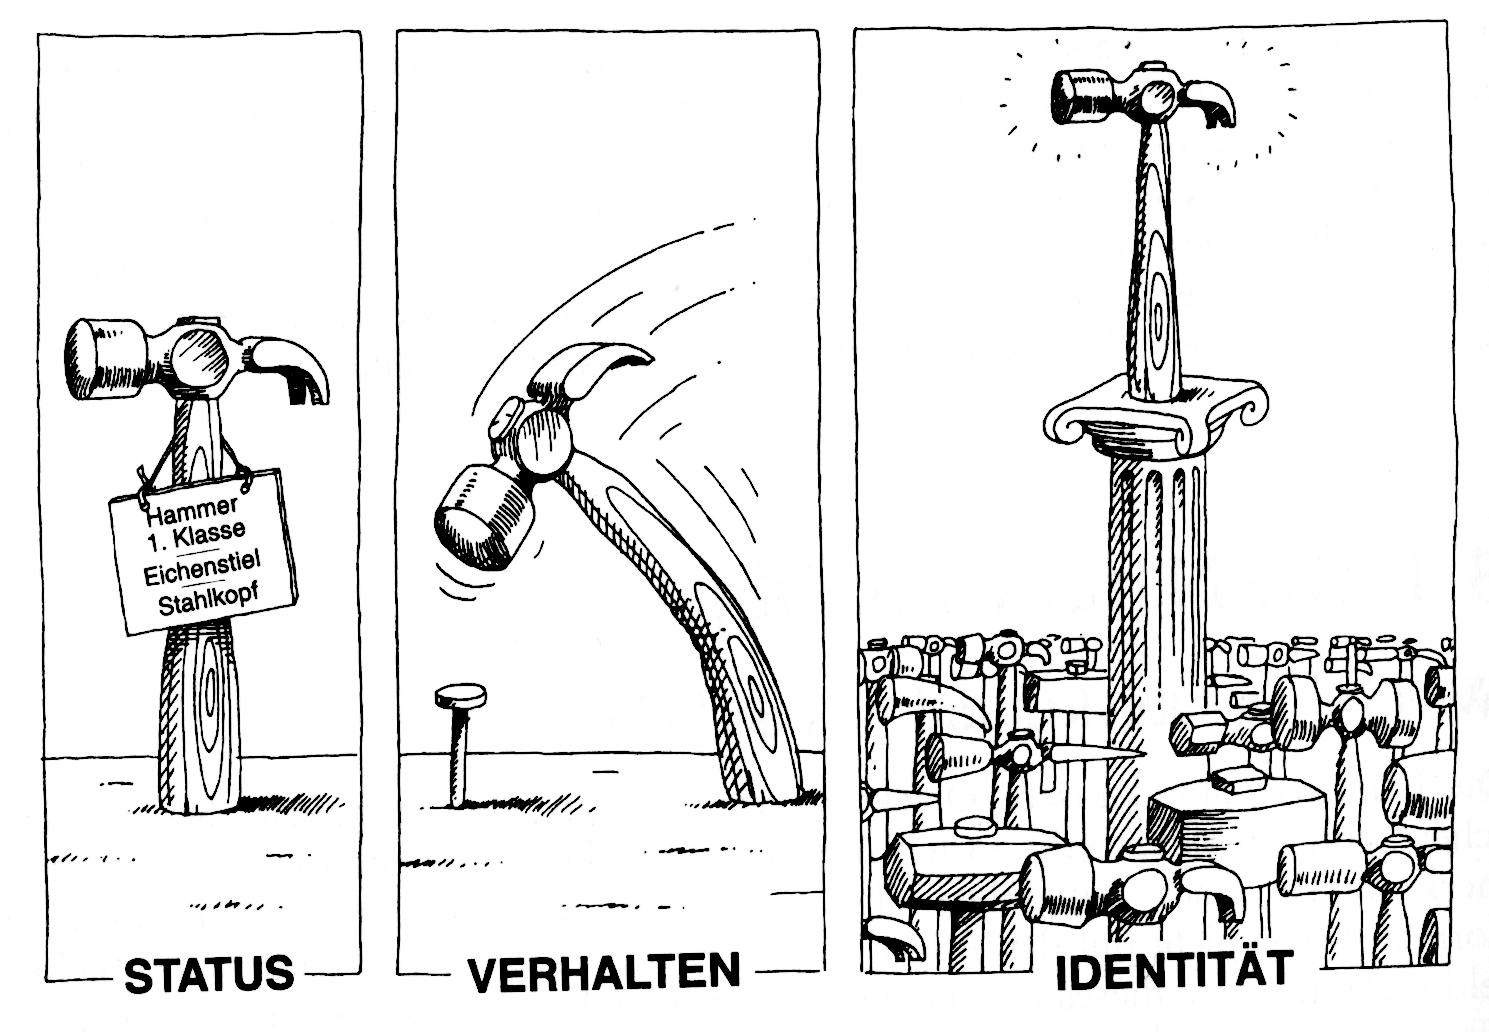 Hammer
1. Klasse
Eichenstiel
Stahlkopf
STATUS
VERHALTEN
IDENTITÄT